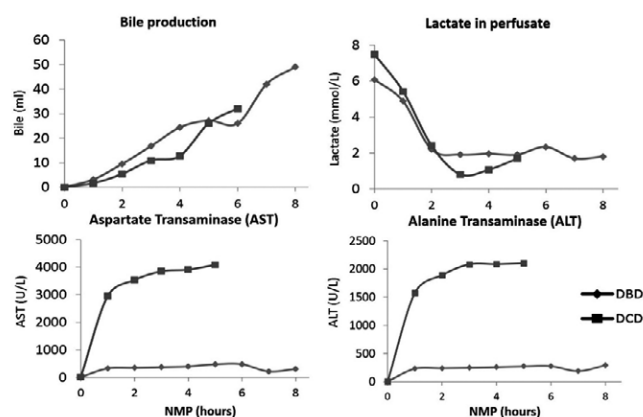 Bile production
Lactate in perfusate
60
50
40
30
20
10
0
Bile (ml)
0 2 4 6 8
8
6
4
2
0
Lactate (mmol/L)
0 2 4 6 8
Aspartate Transaminase (AST)
Alanine Transaminase (ALT)
5000
4000
3000
2000
1000
0
AST (U/L)
0 2 4 6 8
NMP (hours)
2500
2000
1500
1000
500
0
ALT (U/L)
0 2 4 6 8
NMP (hours)
DBD
DCD